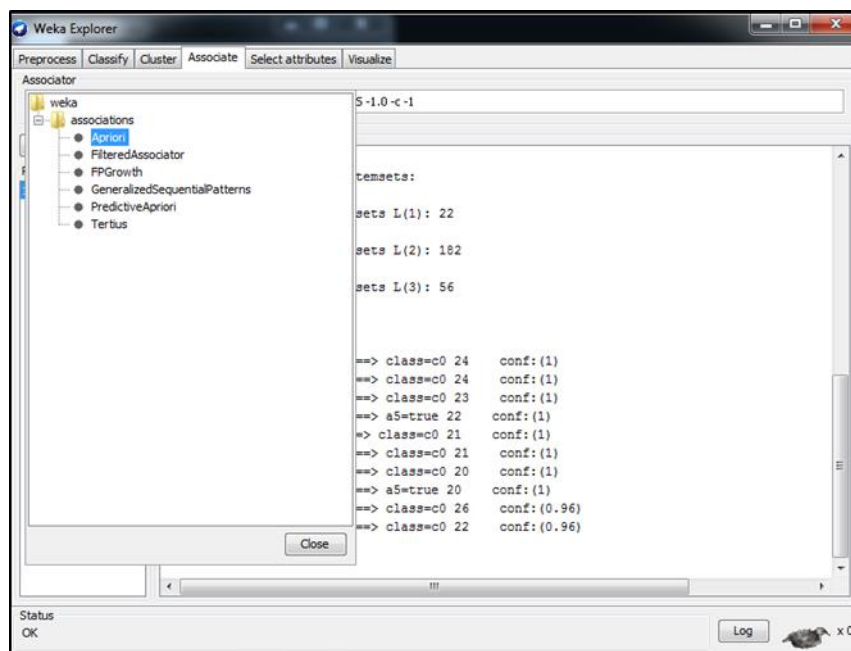 Weka Explorer
Preprocess Classify Cluster Associate Select attributes Visualize
Associator
weka
associations
Apriori
FilteredAssociator
FPGrowth
GeneralizedSequentialPatterns
PredictiveApriori
Tertius
Close
S -1.0 -c -1
temsets:
sets L(1): 22
sets L(2): 182
sets L(3): 56
==> class=c0 24 conf:(1)
==> class=c0 24 conf:(1)
==> class=c0 23 conf:(1)
==> a5=true 22 conf:(1)
=> class=c0 21 conf:(1)
==> class=c0 21 conf:(1)
==> class=c0 20 conf:(1)
==> a5=true 20 conf:(1)
==> class=c0 26 conf:(0.96)
==> class=c0 22 conf:(0.96)
Status
OK
Log
x 0